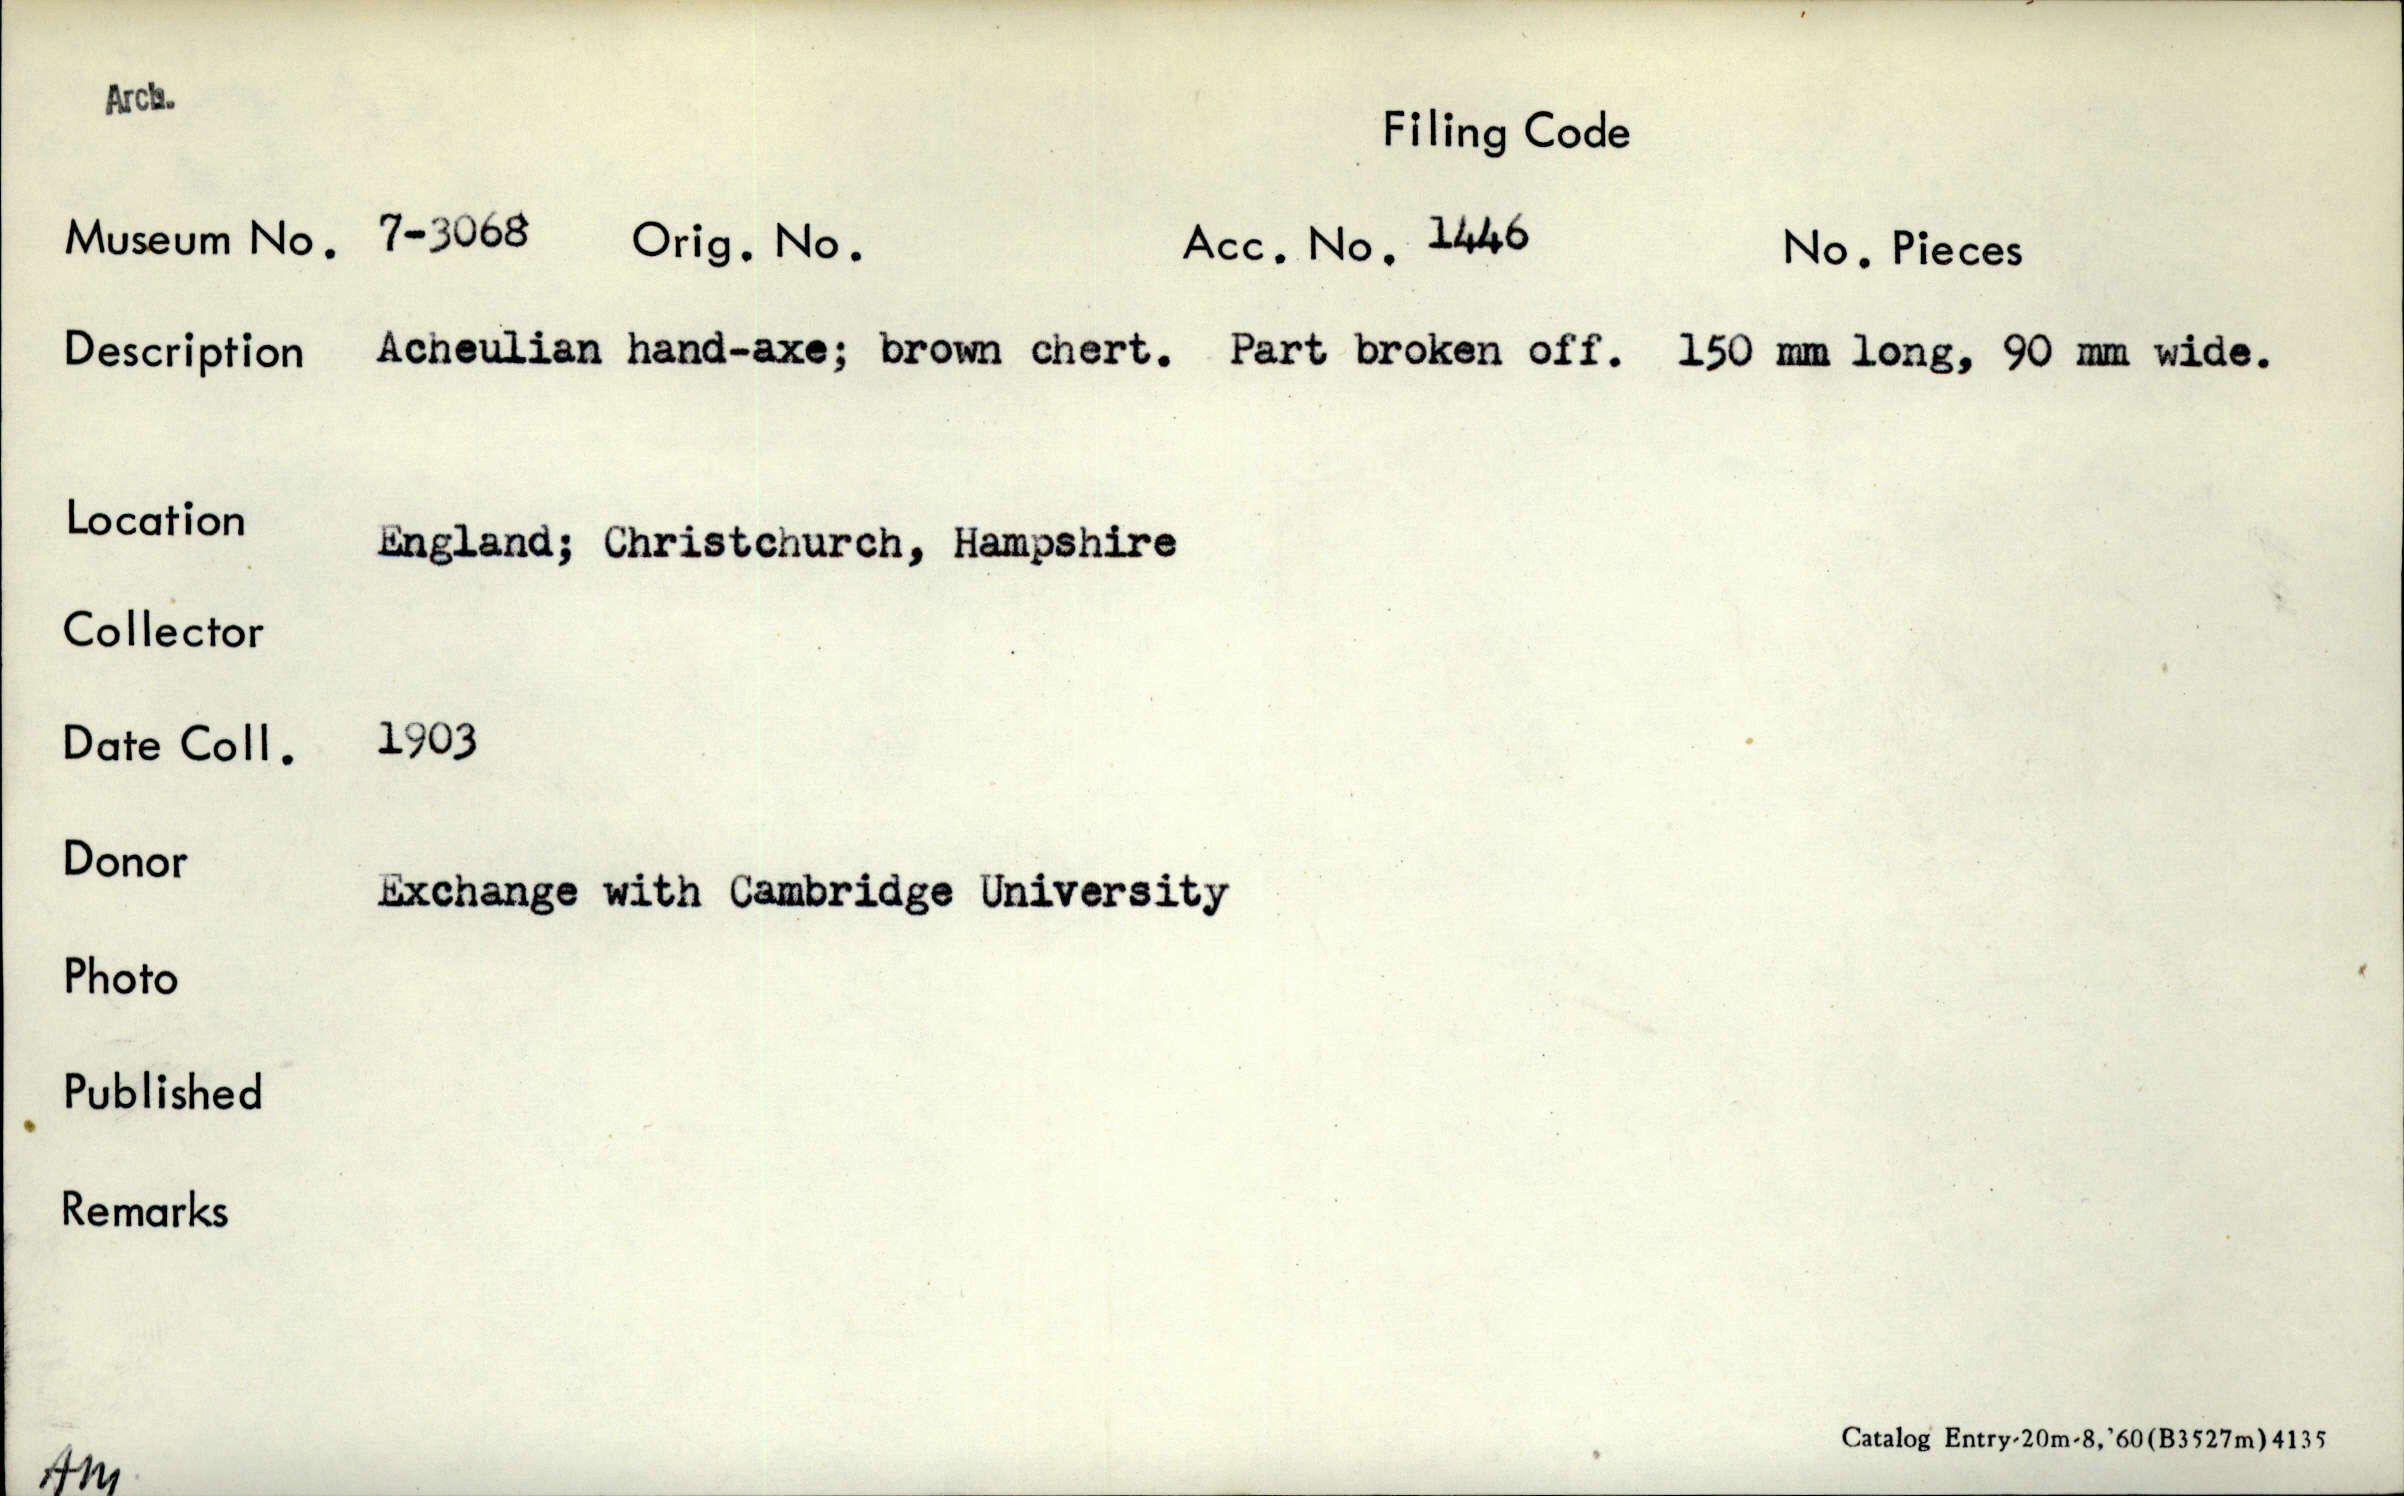 Arch.
Filing Code
Museum No. 7-3068 Orig. No. Acc. No. 1446 No. Pieces
Description Acheulian hand-axe; brown chert. Part broken off. 150 mm long, 90 mm wide.
Location England; Christchurch, Hampshire
Collector
Date Coll. 1903
Donor Exchange with Cambridge University
Photo
Published
Remarks
Catalog Entry-20m-8,'60(B3527m)4135